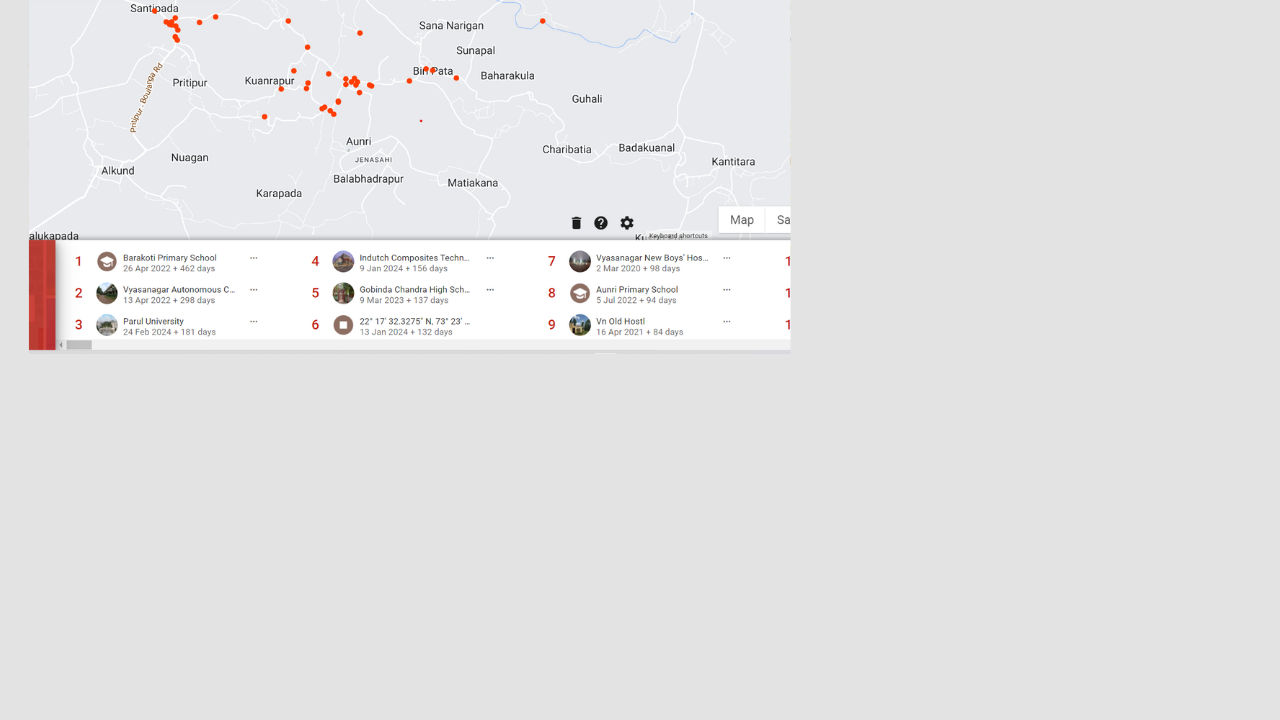 Santipada
Sana Narigan
Sunapal
Biri Pata
Baharakula
Kuanrapur
Pritipur
Pritipur - Bourai Rd
Guhali
Aunri
Charibatia
Badakuanal
JENASAHI
Nuagan
Kantitara
Alkund
Balabhadrapur
Matiakana
Karapada
Map
Sa
alukapada
Keyboard shortcuts
1
Barakoti Primary School
26 Apr 2022 + 462 days
2
Vyasanagar Autonomous C...
13 Apr 2022 + 298 days
3
Parul University
24 Feb 2024 + 181 days
4
Indutch Composites Techn...
9 Jan 2024 + 156 days
5
Gobinda Chandra High Sch...
9 Mar 2023 + 137 days
6
22° 17' 32.3275" N, 73° 23' ...
13 Jan 2024 + 132 days
7
Vyasanagar New Boys' Hos...
2 Mar 2020 + 98 days
8
Aunri Primary School
5 Jul 2022 + 94 days
9
Vn Old Hostl
16 Apr 2021 + 84 days
1
1
1